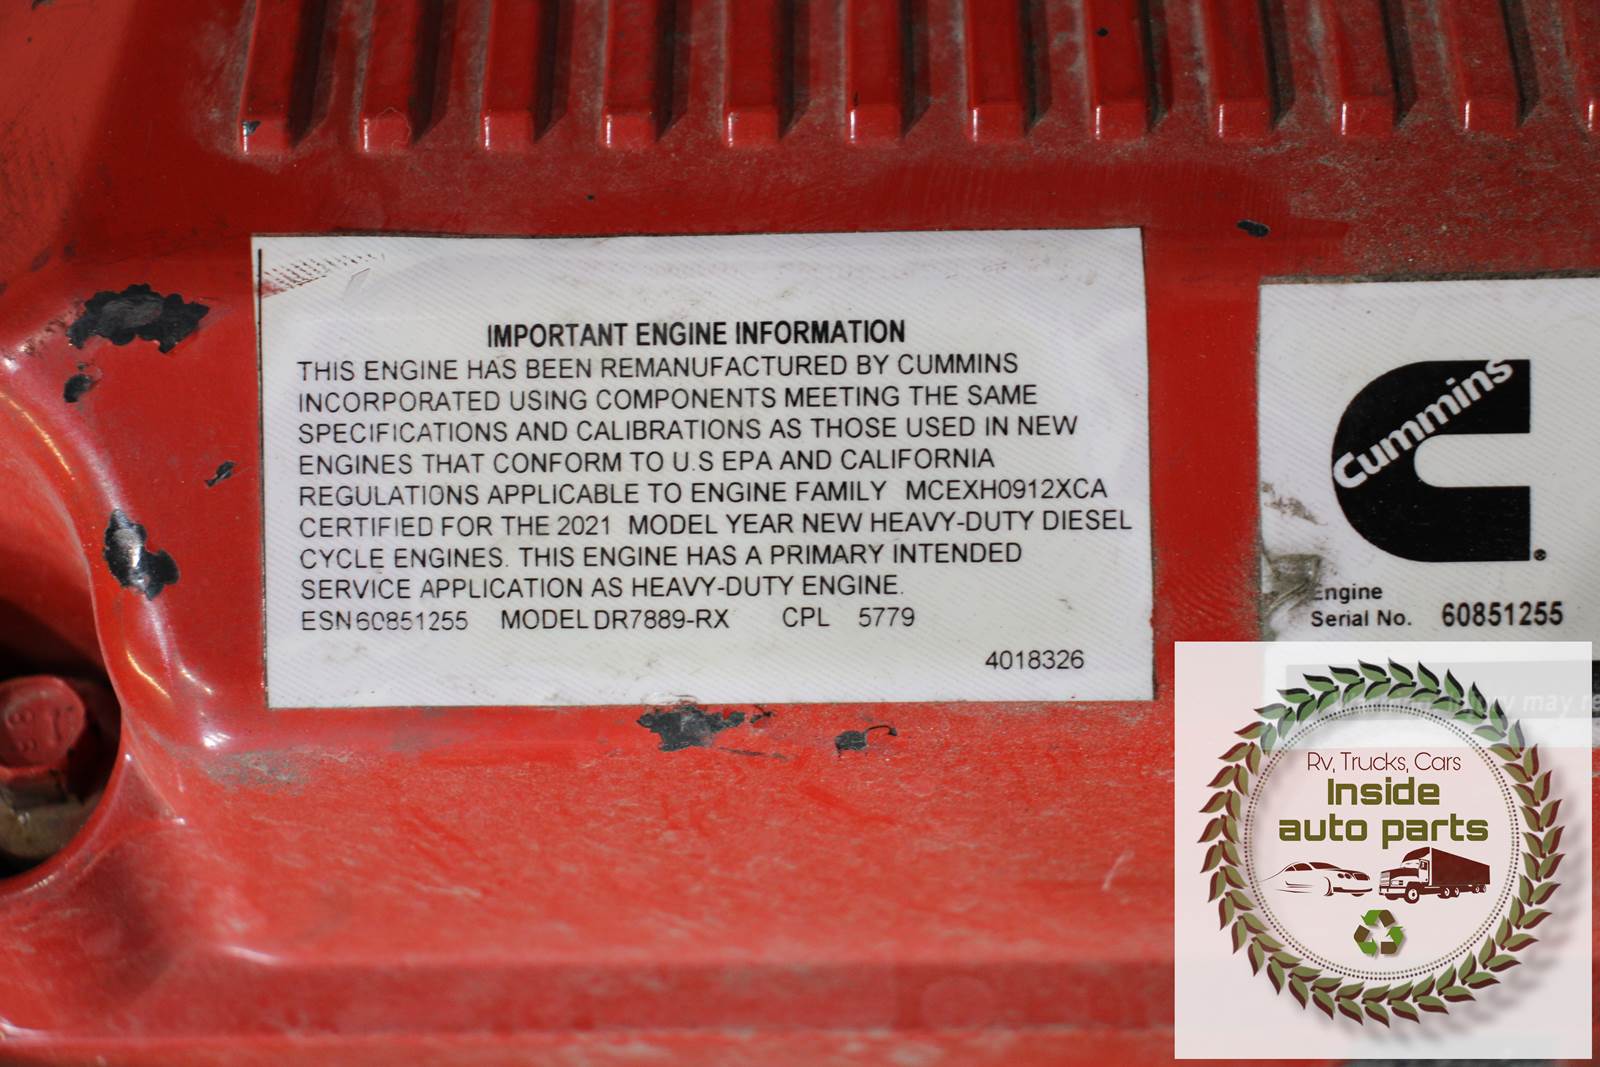 IMPORTANT ENGINE INFORMATION
THIS ENGINE HAS BEEN REMANUFACTURED BY CUMMINS
INCORPORATED USING COMPONENTS MEETING THE SAME
SPECIFICATIONS AND CALIBRATIONS AS THOSE USED IN NEW
ENGINES THAT CONFORM TO U.S EPA AND CALIFORNIA
REGULATIONS APPLICABLE TO ENGINE FAMILY MCEXH0912XCA
CERTIFIED FOR THE 2021 MODEL YEAR NEW HEAVY-DUTY DIESEL
CYCLE ENGINES. THIS ENGINE HAS A PRIMARY INTENDED
SERVICE APPLICATION AS HEAVY-DUTY ENGINE.
ESN 60851255 MODEL DR7889-RX CPL 5779
4018326
Cummins
®
Engine
Serial No. 60851255
may
Rv, Trucks, Cars
Inside
auto parts